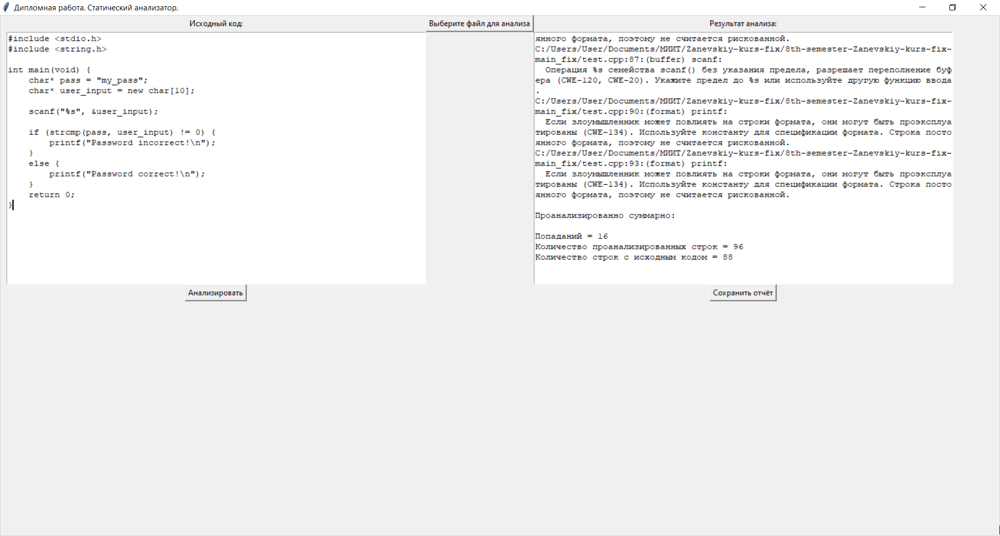 Дипломная работа. Статический анализатор.
Исходный код:
Выберите файл для анализа
Результат анализа:
#include <stdio.h>
#include <string.h>
int main(void) {
    char* pass = "my_pass";
    char* user_input = new char[10];
    scanf("%s", &user_input);
    if (strcmp(pass, user_input) != 0) {
        printf("Password incorrect!\n");
    }
    else {
        printf("Password correct!\n");
    }
    return 0;
}
янного формата, поэтому не считается рискованной.
C:/Users/User/Documents/МИИТ/Zanevskiy-kurs-fix/8th-semester-Zanevskiy-kurs-fix-
main_fix/test.cpp:87:(buffer) scanf:
  Операция %s семейства scanf() без указания предела, разрешает переполнение буф
ера (CWE-120, CWE-20). Укажите предел до %s или используйте другую функцию ввода
.
C:/Users/User/Documents/МИИТ/Zanevskiy-kurs-fix/8th-semester-Zanevskiy-kurs-fix-
main_fix/test.cpp:90:(format) printf:
  Если злоумышленник может повлиять на строки формата, они могут быть проэксплуа
тированы (CWE-134). Используйте константу для спецификации формата. Строка посто
янного формата, поэтому не считается рискованной.
C:/Users/User/Documents/МИИТ/Zanevskiy-kurs-fix/8th-semester-Zanevskiy-kurs-fix-
main_fix/test.cpp:93:(format) printf:
  Если злоумышленник может повлиять на строки формата, они могут быть проэксплуа
тированы (CWE-134). Используйте константу для спецификации формата. Строка посто
янного формата, поэтому не считается рискованной.
Проанализированно суммарно:
Попаданий = 16
Количество проанализированных строк = 96
Количество строк с исходным кодом = 88
Анализировать
Сохранить отчёт